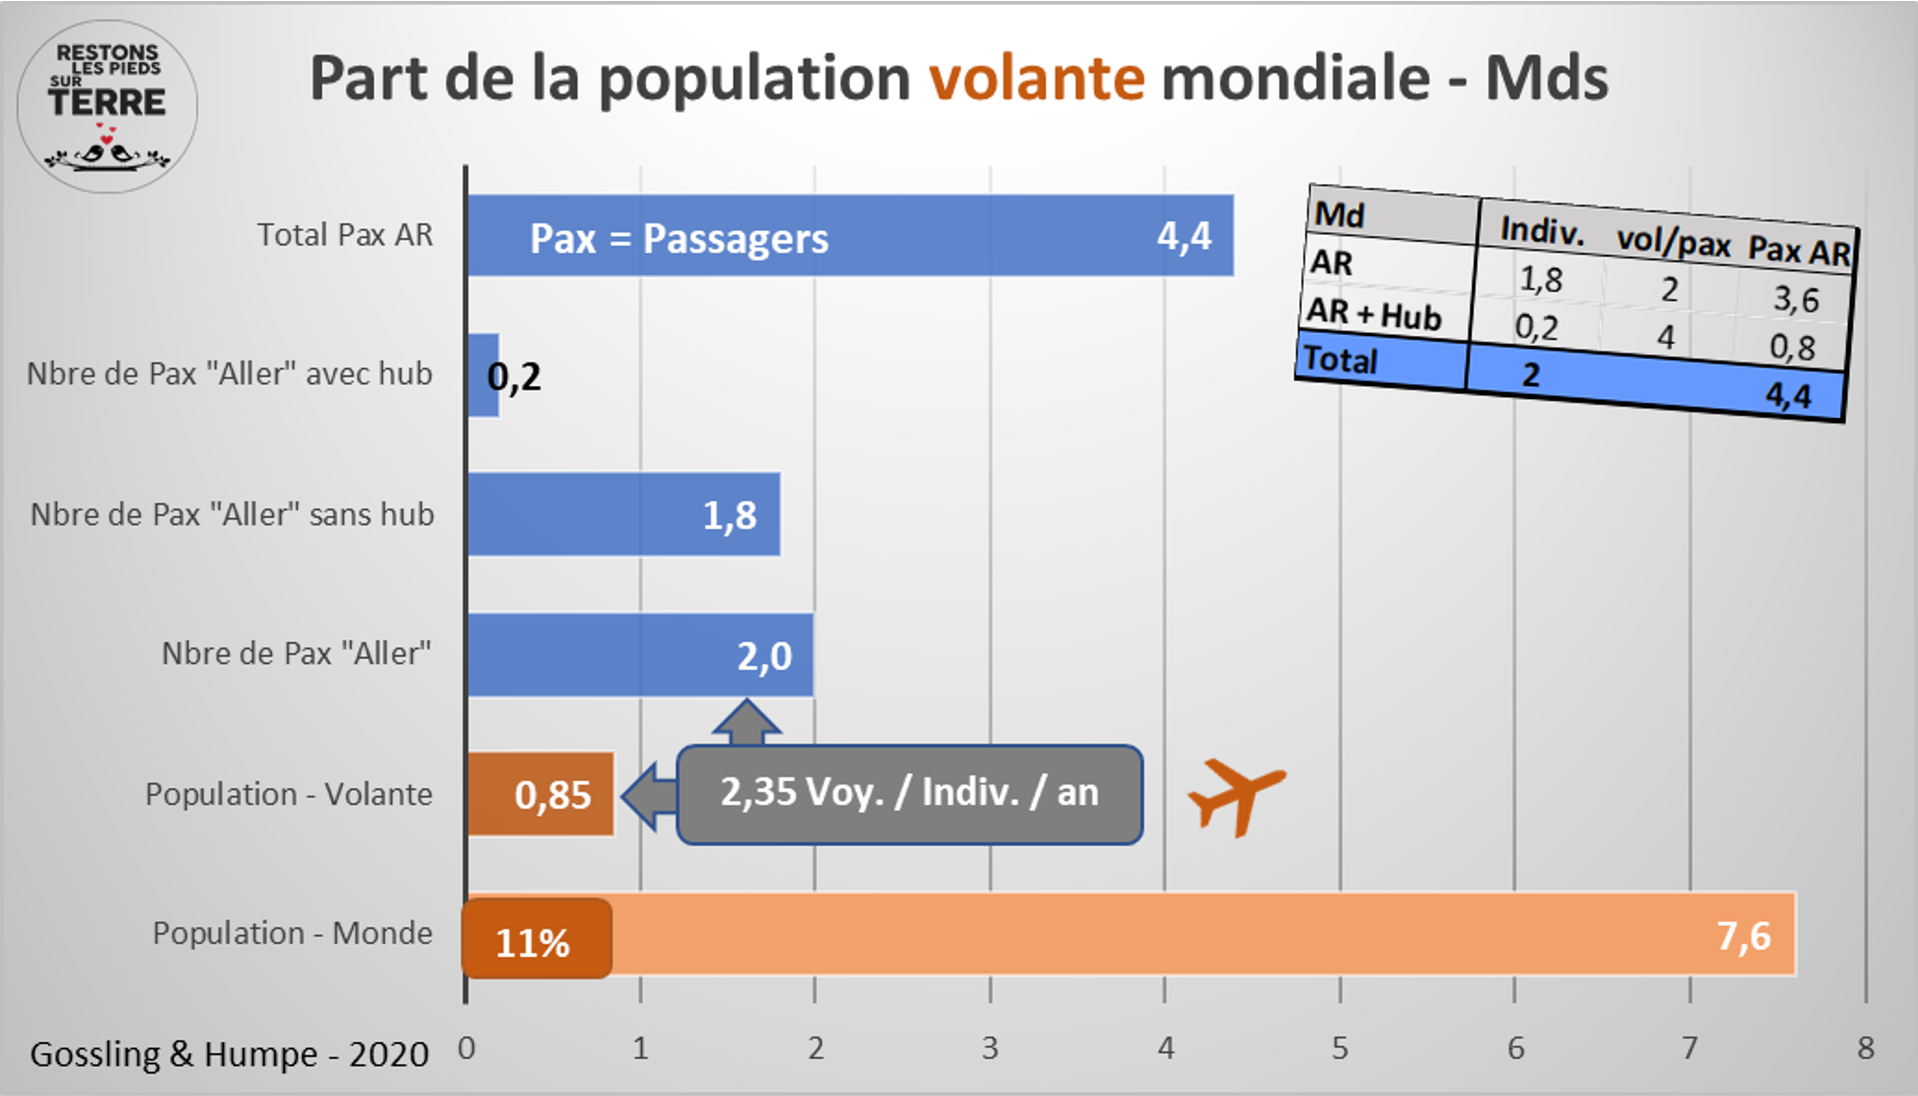 RESTONS
LES PIEDS
SUR
TERRE
Part de la population volante mondiale - Mds
Total Pax AR
Pax = Passagers
4,4
Md Indiv. vol/pax Pax AR
AR 1,8 2 3,6
AR + Hub 0,2 4 0,8
Total 2 4,4
Nbre de Pax "Aller" avec hub
0,2
Nbre de Pax "Aller" sans hub
1,8
Nbre de Pax "Aller"
2,0
Population - Volante
0,85
2,35 Voy. / Indiv. / an
Population - Monde
11%
7,6
0 1 2 3 4 5 6 7 8
Gossling & Humpe - 2020